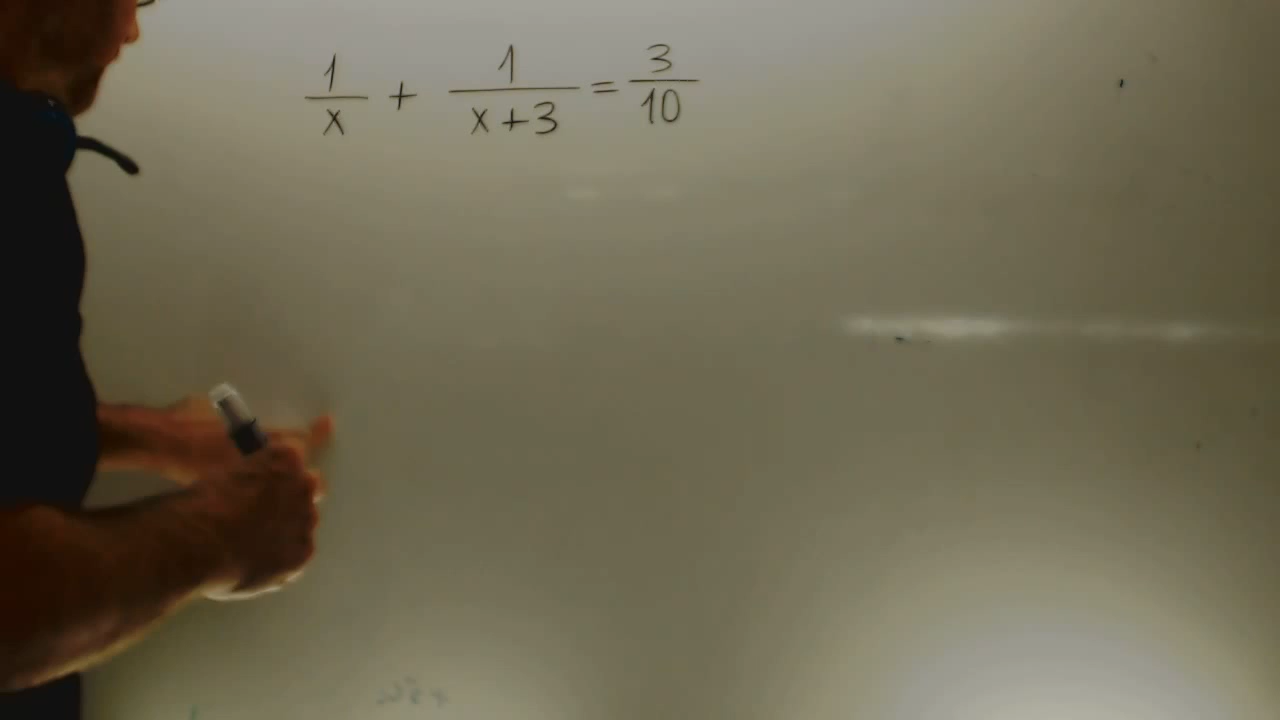 1/x + 1/(x+3) = 3/10